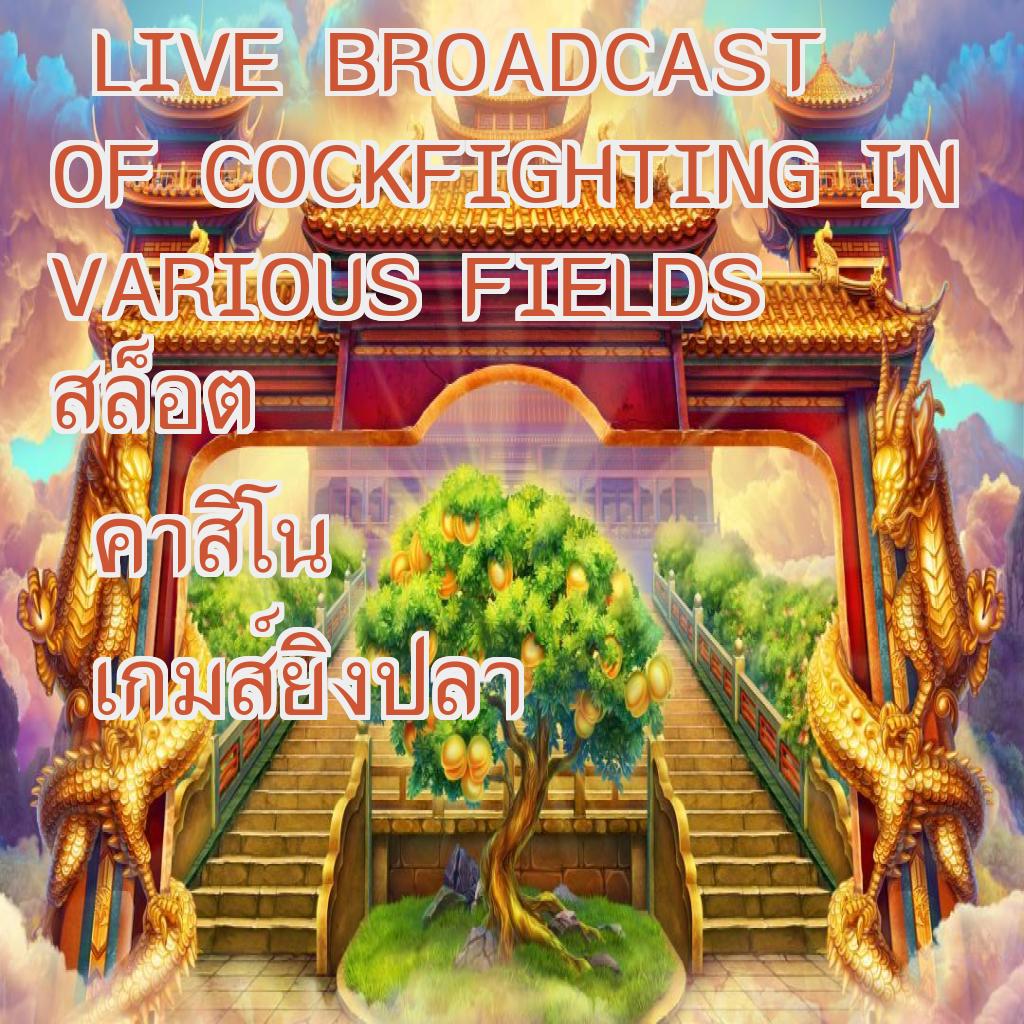 LIVE BROADCAST
OF COCKFIGHTING IN
VARIOUS FIELDS
สล็อต
คาสิโน
เกมส์ยิงปลา